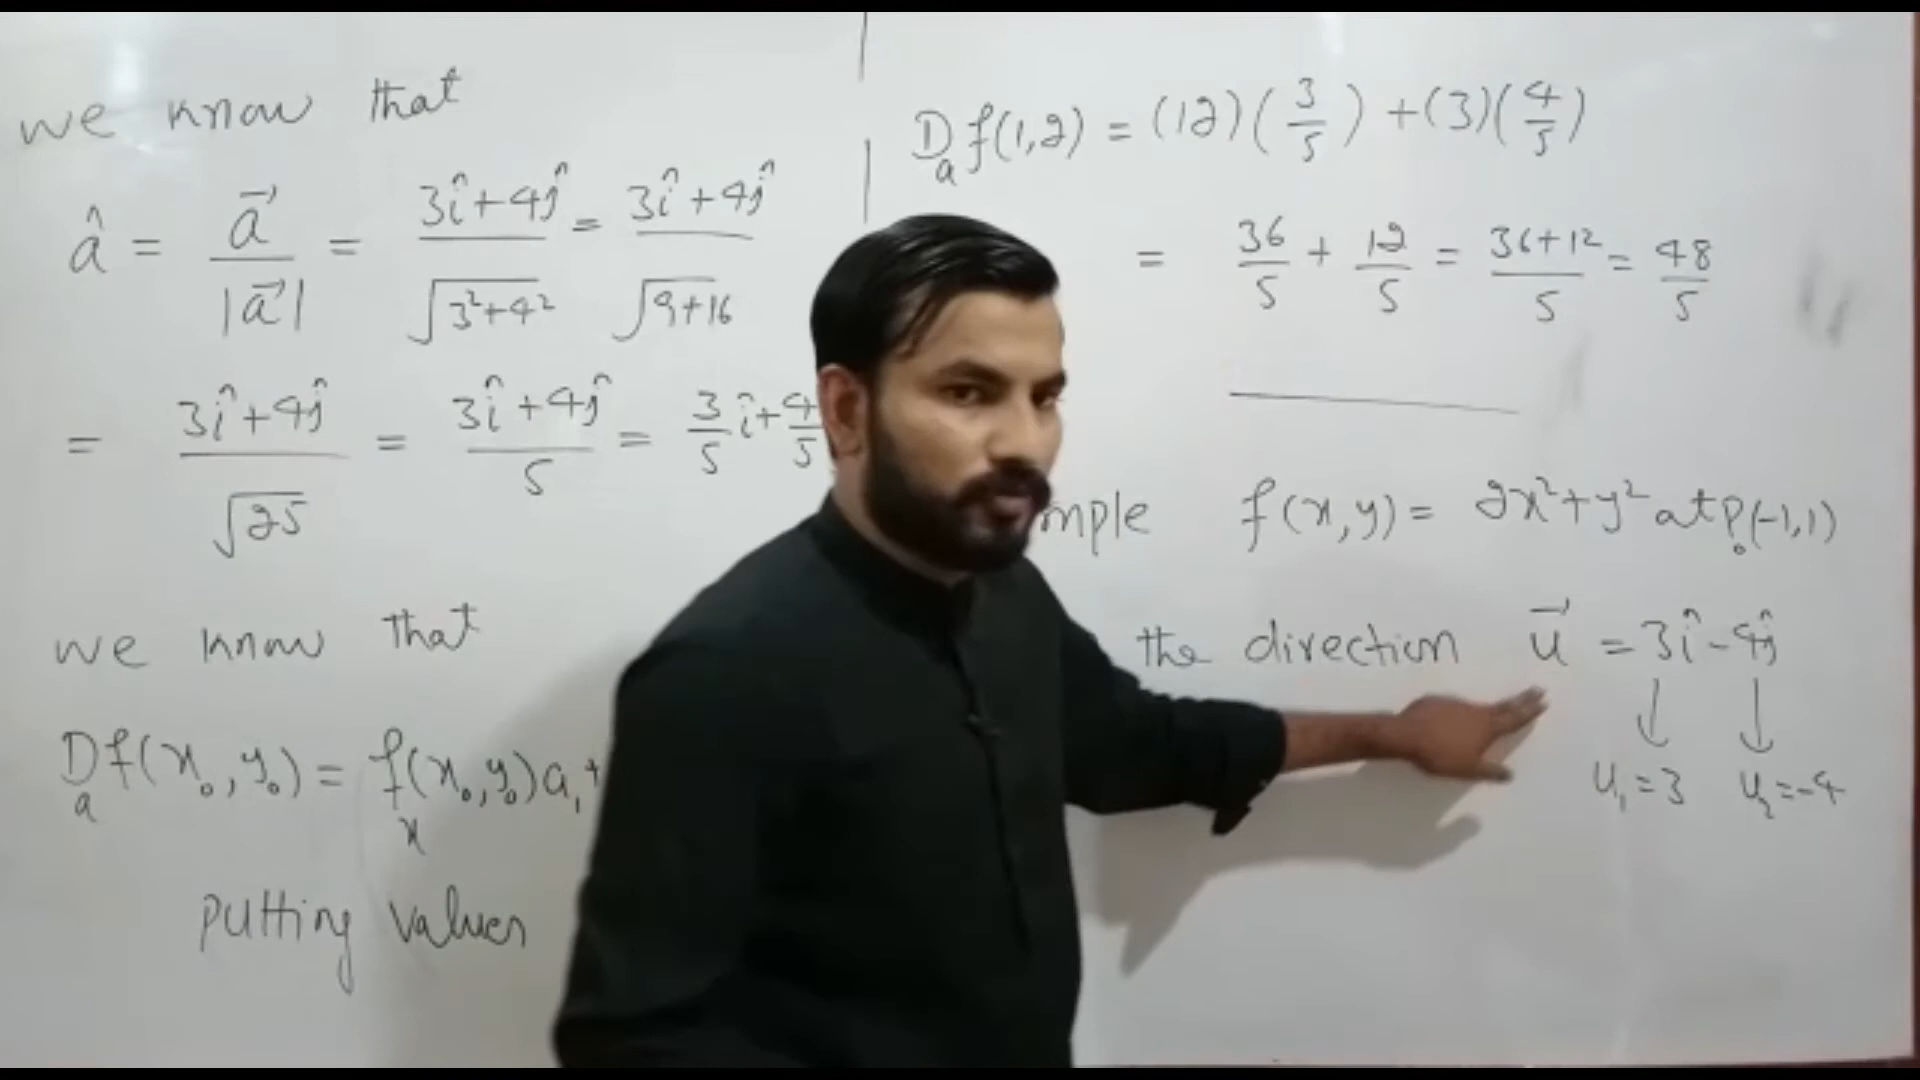 we know that
â = a⃗ / |a⃗| = 3î+4ĵ / √3²+4² = 3î+4ĵ / √9+16
= 3î+4ĵ / √25 = 3î+4ĵ / 5 = 3/5 î + 4/5
we know that
D_a f(x₀,y₀) = f_x(x₀,y₀)a₁+
putting values
D_a f(1,2) = (12)(3/5) + (3)(4/5)
= 36/5 + 12/5 = 36+12/5 = 48/5
mple f(x,y) = 2x²+y² at P₀(-1,1)
the direction u⃗ = 3î-4ĵ
↓ ↓
u₁=3 u₂=-4